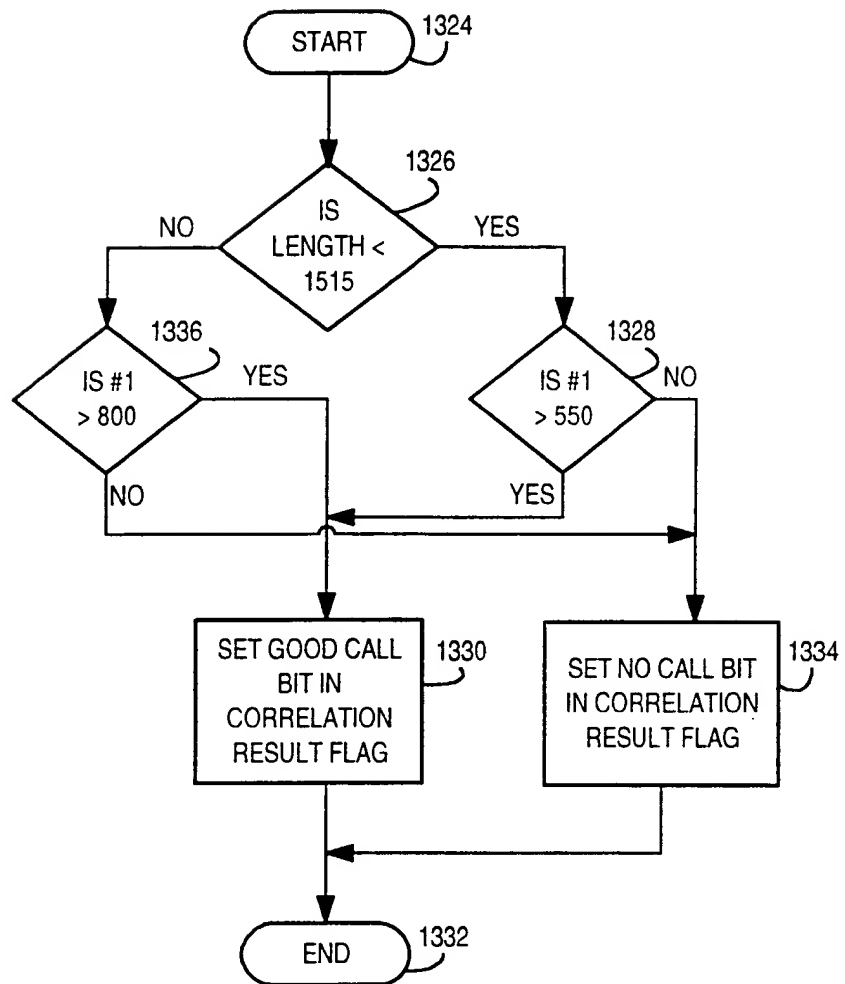 START
1324
1326
IS
LENGTH <
1515
NO
YES
1336
IS #1
> 800
YES
NO
1328
IS #1
> 550
NO
YES
SET GOOD CALL
BIT IN
CORRELATION
RESULT FLAG
1330
SET NO CALL BIT
IN CORRELATION
RESULT FLAG
1334
END
1332